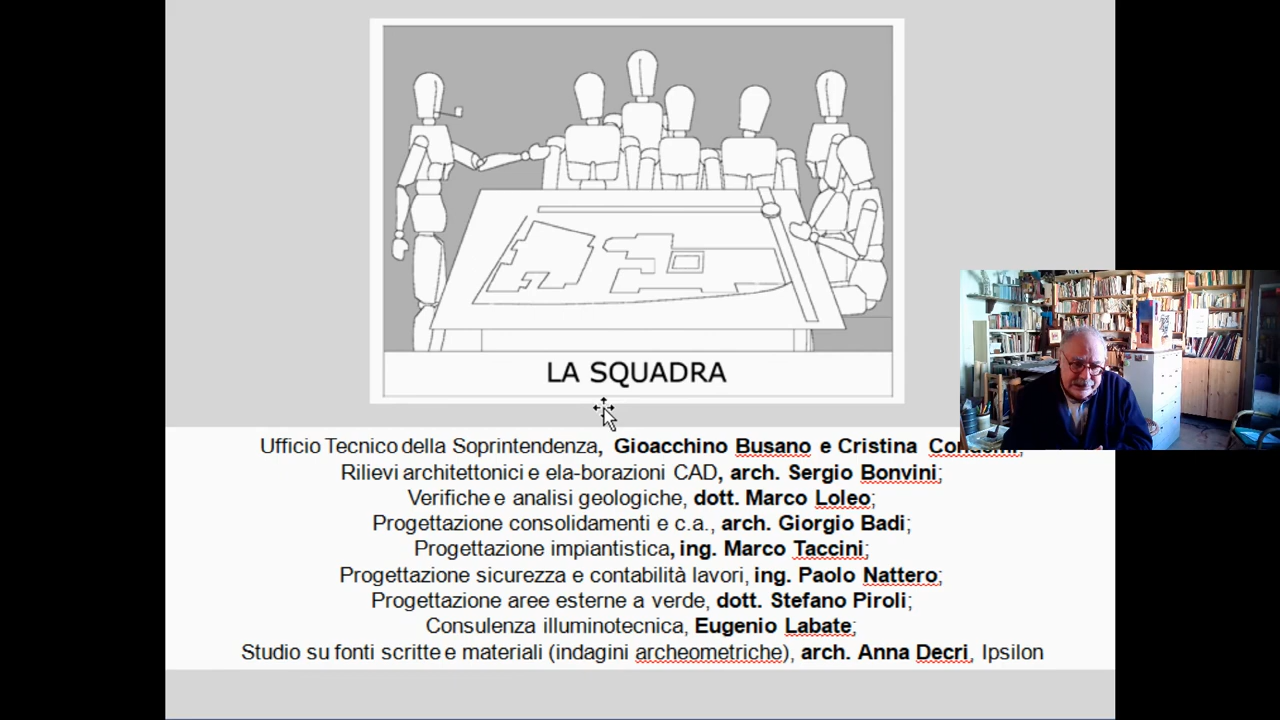 LA SQUADRA
Ufficio Tecnico della Soprintendenza, Gioacchino Busano e Cristina
Rilievi architettonici e ela-borazioni CAD, arch. Sergio Bonvini;
Verifiche e analisi geologiche, dott. Marco Loleo;
Progettazione consolidamenti e c.a., arch. Giorgio Badi;
Progettazione impiantistica, ing. Marco Taccini;
Progettazione sicurezza e contabilità lavori, ing. Paolo Nattero;
Progettazione aree esterne a verde, dott. Stefano Piroli;
Consulenza illuminotecnica, Eugenio Labate;
Studio su fonti scritte e materiali (indagini archeometriche), arch. Anna Decri, Ipsilon